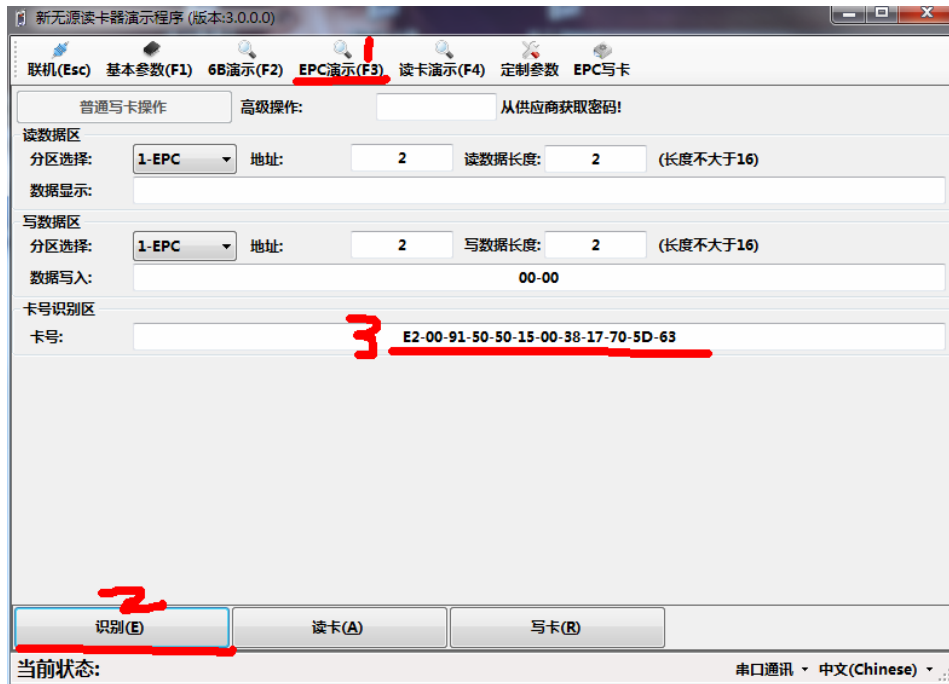 新无源读卡器演示程序 (版本:3.0.0.0)
1
联机(Esc) 基本参数(F1) 6B演示(F2) EPC演示(F3) 读卡演示(F4) 定制参数 EPC写卡
普通写卡操作 高级操作: 从供应商获取密码!
读数据区
分区选择: 1-EPC 地址: 2 读数据长度: 2 (长度不大于16)
数据显示:
写数据区
分区选择: 1-EPC 地址: 2 写数据长度: 2 (长度不大于16)
数据写入: 00-00
卡号识别区
卡号: 3 E2-00-91-50-50-15-00-38-17-70-5D-63
2
识别(E) 读卡(A) 写卡(R)
当前状态: 串口通讯 中文(Chinese)